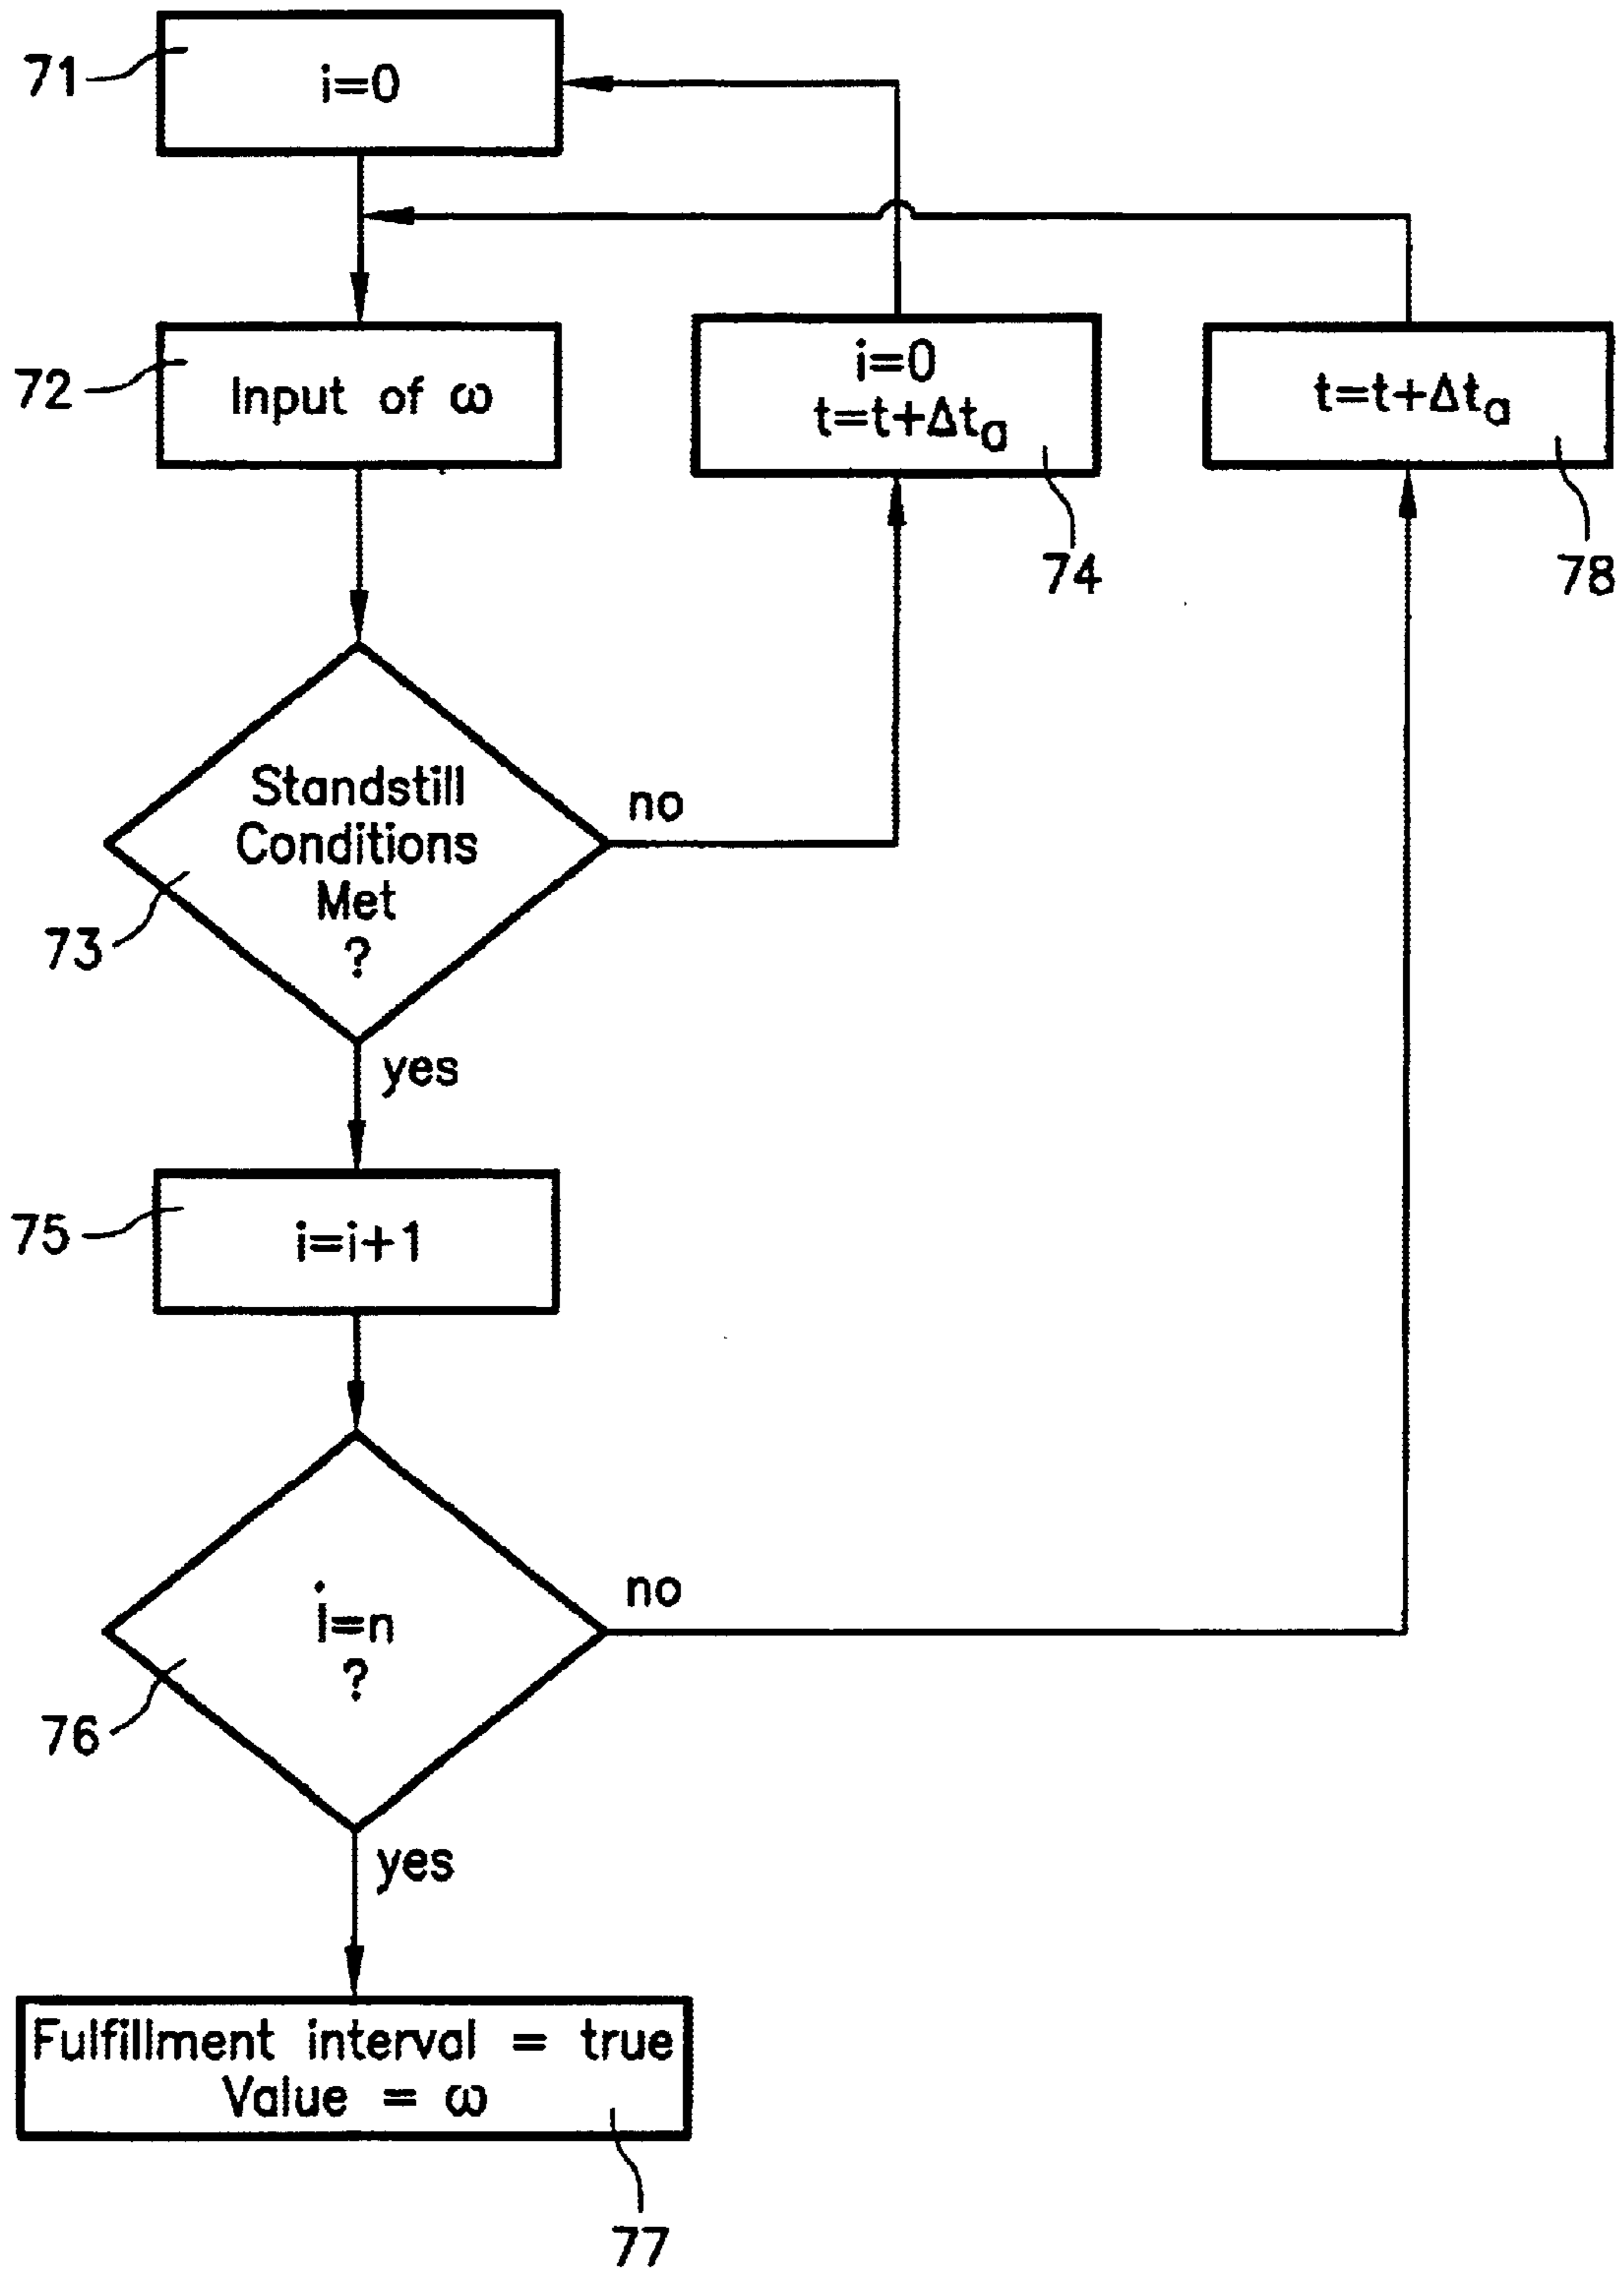 71
i=0
72
Input of ω
i=0
t=t+Δta
74
t=t+Δta
78
Standstill
Conditions
Met
?
73
no
yes
75
i=i+1
i=n
?
76
no
yes
Fulfillment interval = true
Value = ω
77